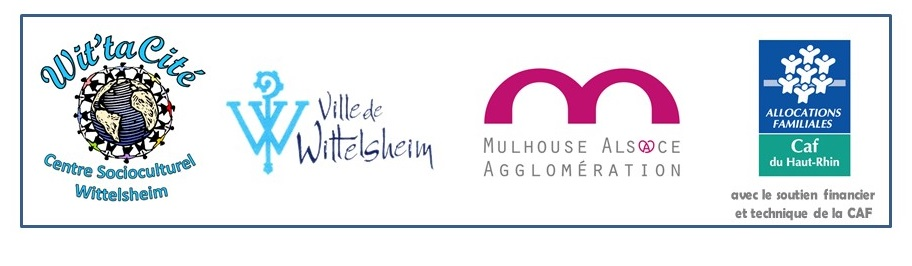 Wit'taCité
Centre Socioculturel
Wittelsheim
Ville de
Wittelsheim
MULHOUSE ALSACE
AGGLOMÉRATION
ALLOCATIONS
FAMILIALES
Caf
du Haut-Rhin
avec le soutien financier
et technique de la CAF